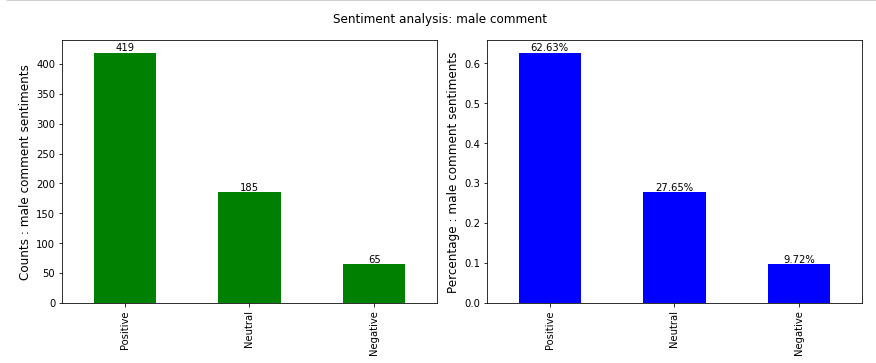 Sentiment analysis: male comment
Counts : male comment sentiments
400
350
300
250
200
150
100
50
0
419
185
65
Positive
Neutral
Negative
Percentage : male comment sentiments
0.6
0.5
0.4
0.3
0.2
0.1
0.0
62.63%
27.65%
9.72%
Positive
Neutral
Negative